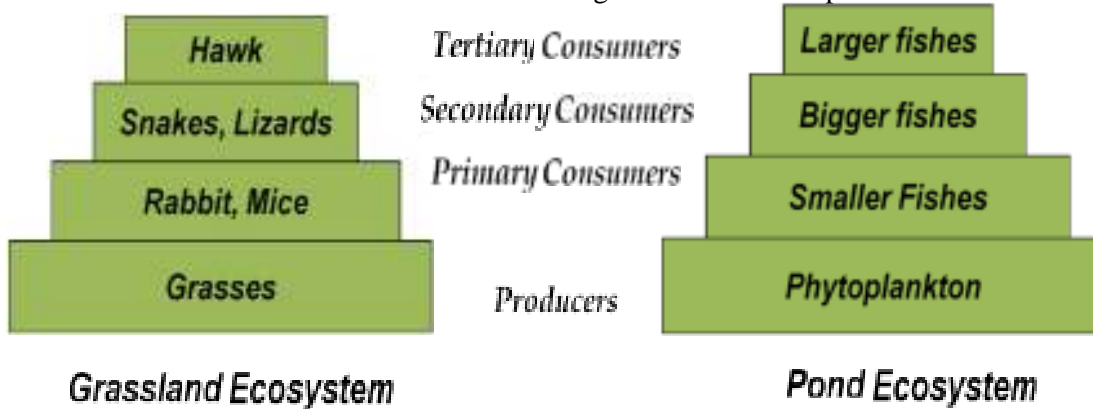 Hawk
Tertiary Consumers
Larger fishes
Snakes, Lizards
Secondary Consumers
Bigger fishes
Primary Consumers
Rabbit, Mice
Smaller Fishes
Grasses
Producers
Phytoplankton
Grassland Ecosystem
Pond Ecosystem